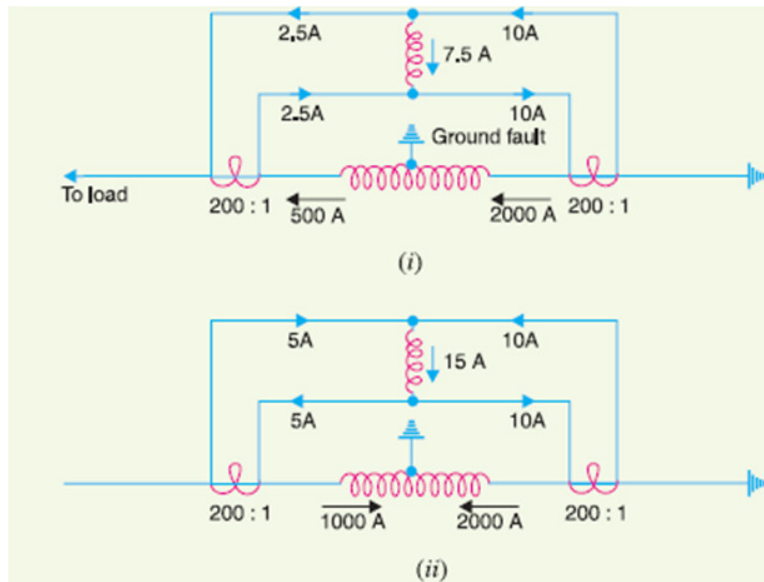 2.5A
10A
7.5 A
2.5A
10A
Ground fault
To load
200 : 1
500 A
2000 A
200 : 1
(i)
5A
10A
15 A
5A
10A
200 : 1
1000 A
2000 A
200 : 1
(ii)